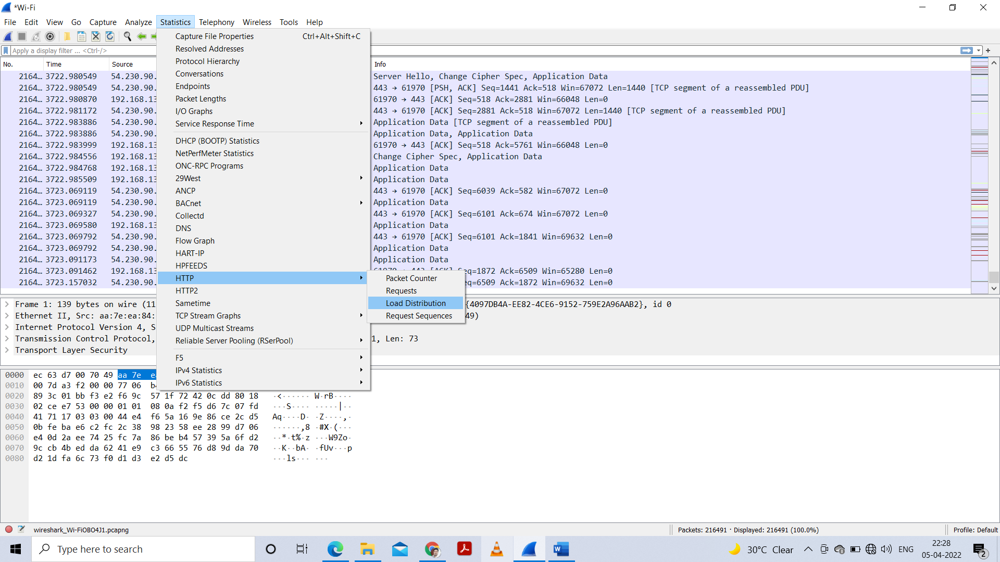 *Wi-Fi
File Edit View Go Capture Analyze Statistics Telephony Wireless Tools Help
Apply a display filter ... <Ctrl-/>
No. Time Source Info
2164... 3722.980549 54.230.90. Server Hello, Change Cipher Spec, Application Data
2164... 3722.980549 54.230.90. 443 → 61970 [PSH, ACK] Seq=1441 Ack=518 Win=67072 Len=1440 [TCP segment of a reassembled PDU]
2164... 3722.980870 192.168.13 61970 → 443 [ACK] Seq=518 Ack=2881 Win=66048 Len=0
2164... 3722.981172 54.230.90. 443 → 61970 [ACK] Seq=2881 Ack=518 Win=67072 Len=1440 [TCP segment of a reassembled PDU]
2164... 3722.983886 54.230.90. Application Data [TCP segment of a reassembled PDU]
2164... 3722.983886 54.230.90. Application Data, Application Data
2164... 3722.983999 192.168.13 61970 → 443 [ACK] Seq=518 Ack=5761 Win=66048 Len=0
2164... 3722.984556 192.168.13 Change Cipher Spec, Application Data
2164... 3722.984768 192.168.13 Application Data
2164... 3722.985509 192.168.13 Application Data
2164... 3723.069119 54.230.90. 443 → 61970 [ACK] Seq=6039 Ack=582 Win=67072 Len=0
2164... 3723.069119 54.230.90. Application Data
2164... 3723.069327 54.230.90. 443 → 61970 [ACK] Seq=6101 Ack=674 Win=67072 Len=0
2164... 3723.069580 192.168.13 Application Data
2164... 3723.069792 54.230.90. 443 → 61970 [ACK] Seq=6101 Ack=1841 Win=69632 Len=0
2164... 3723.069792 54.230.90. Application Data
2164... 3723.091173 54.230.90. Application Data
2164... 3723.091462 192.168.13 eq=1872 Ack=6509 Win=65280 Len=0
2164... 3723.157032 54.230.90. eq=6509 Ack=1872 Win=69632 Len=0
Capture File Properties Ctrl+Alt+Shift+C
Resolved Addresses
Protocol Hierarchy
Conversations
Endpoints
Packet Lengths
I/O Graphs
Service Response Time
DHCP (BOOTP) Statistics
NetPerfMeter Statistics
ONC-RPC Programs
29West
ANCP
BACnet
Collectd
DNS
Flow Graph
HART-IP
HPFEEDS
HTTP
HTTP2
Sametime
TCP Stream Graphs
UDP Multicast Streams
Reliable Server Pooling (RSerPool)
F5
IPv4 Statistics
IPv6 Statistics
Packet Counter
Requests
Load Distribution
Request Sequences
Frame 1: 139 bytes on wire (11 {4097DB4A-EE82-4CE6-9152-759E2A96AAB2}, id 0
Ethernet II, Src: aa:7e:ea:84: 49)
Internet Protocol Version 4, S
Transmission Control Protocol, 1, Len: 73
Transport Layer Security
0000 ec 63 d7 00 70 49 aa 7e e
0010 00 7d a3 f2 00 00 77 06 b
0020 89 3c 01 bb f3 e2 f6 9c 57 1f 72 42 0c dd 80 18 ·<······ W·rB····
0030 02 ce e7 53 00 00 01 01 08 0a f2 f5 d6 7c 07 fd ···S···· ·····|··
0040 41 71 17 03 03 00 44 e4 f6 5a 16 9e 86 ce 2c d5 Aq····D· ·Z····,·
0050 0b fe ba e6 c2 fc 2c 38 98 23 58 ee 28 99 d7 06 ······,8 ·#X·(···
0060 e4 0d 2a ee 74 25 fc 7a 86 be b4 57 39 5a 6f d2 ··*·t%·z ···W9Zo·
0070 9c cb 4b ed da 62 41 e9 c3 66 55 76 d8 9d da 70 ··K··bA· ·fUv···p
0080 d2 1d fa 6c 73 f0 d1 d3 e2 d5 dc ···ls··· ···
wireshark_Wi-FiOBO4J1.pcapng Packets: 216491 · Displayed: 216491 (100.0%) Profile: Default
Type here to search 30°C Clear ENG 22:28
05-04-2022 2